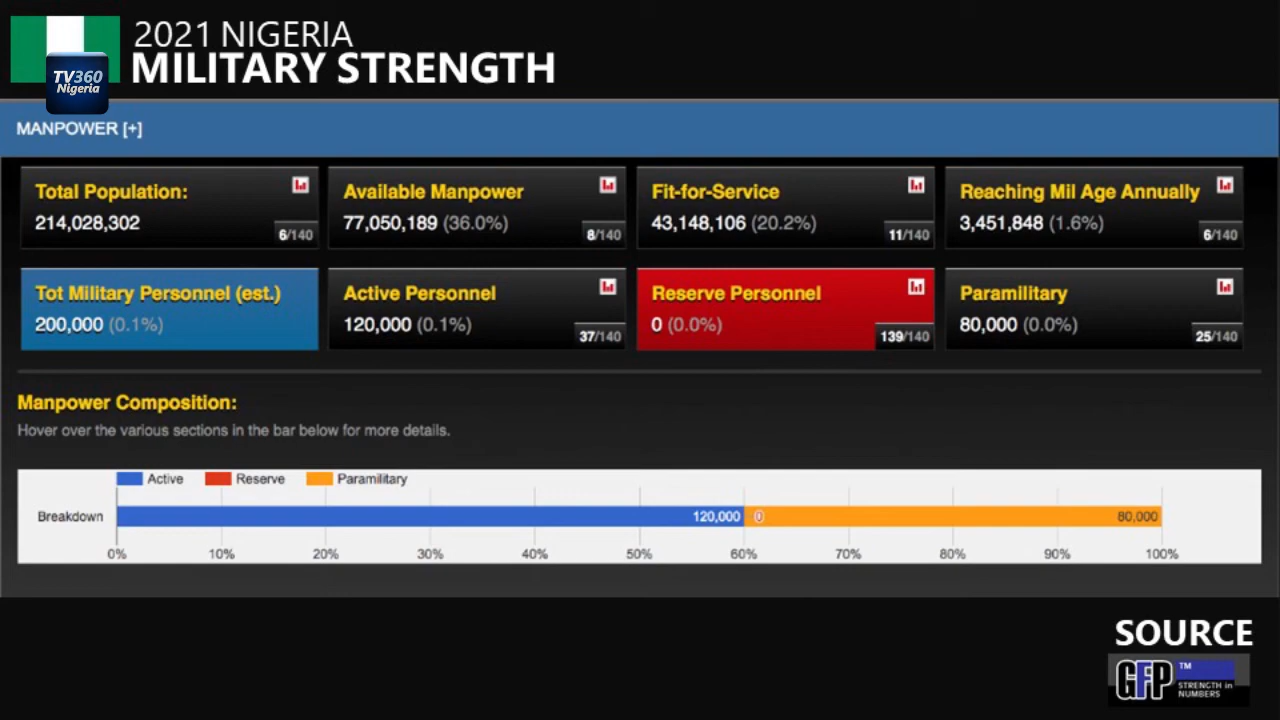 2021 NIGERIA
MILITARY STRENGTH
TV360
Nigeria
MANPOWER [+]
Total Population:
214,028,302
6/140
Available Manpower
77,050,189 (36.0%)
8/140
Fit-for-Service
43,148,106 (20.2%)
11/140
Reaching Mil Age Annually
3,451,848 (1.6%)
6/140
Tot Military Personnel (est.)
200,000 (0.1%)
Active Personnel
120,000 (0.1%)
37/140
Reserve Personnel
0 (0.0%)
139/140
Paramilitary
80,000 (0.0%)
25/140
Manpower Composition:
Hover over the various sections in the bar below for more details.
Active Reserve Paramilitary
Breakdown 120,000 0 80,000
0% 10% 20% 30% 40% 50% 60% 70% 80% 90% 100%
SOURCE
GFP TM
STRENGTH in
NUMBERS